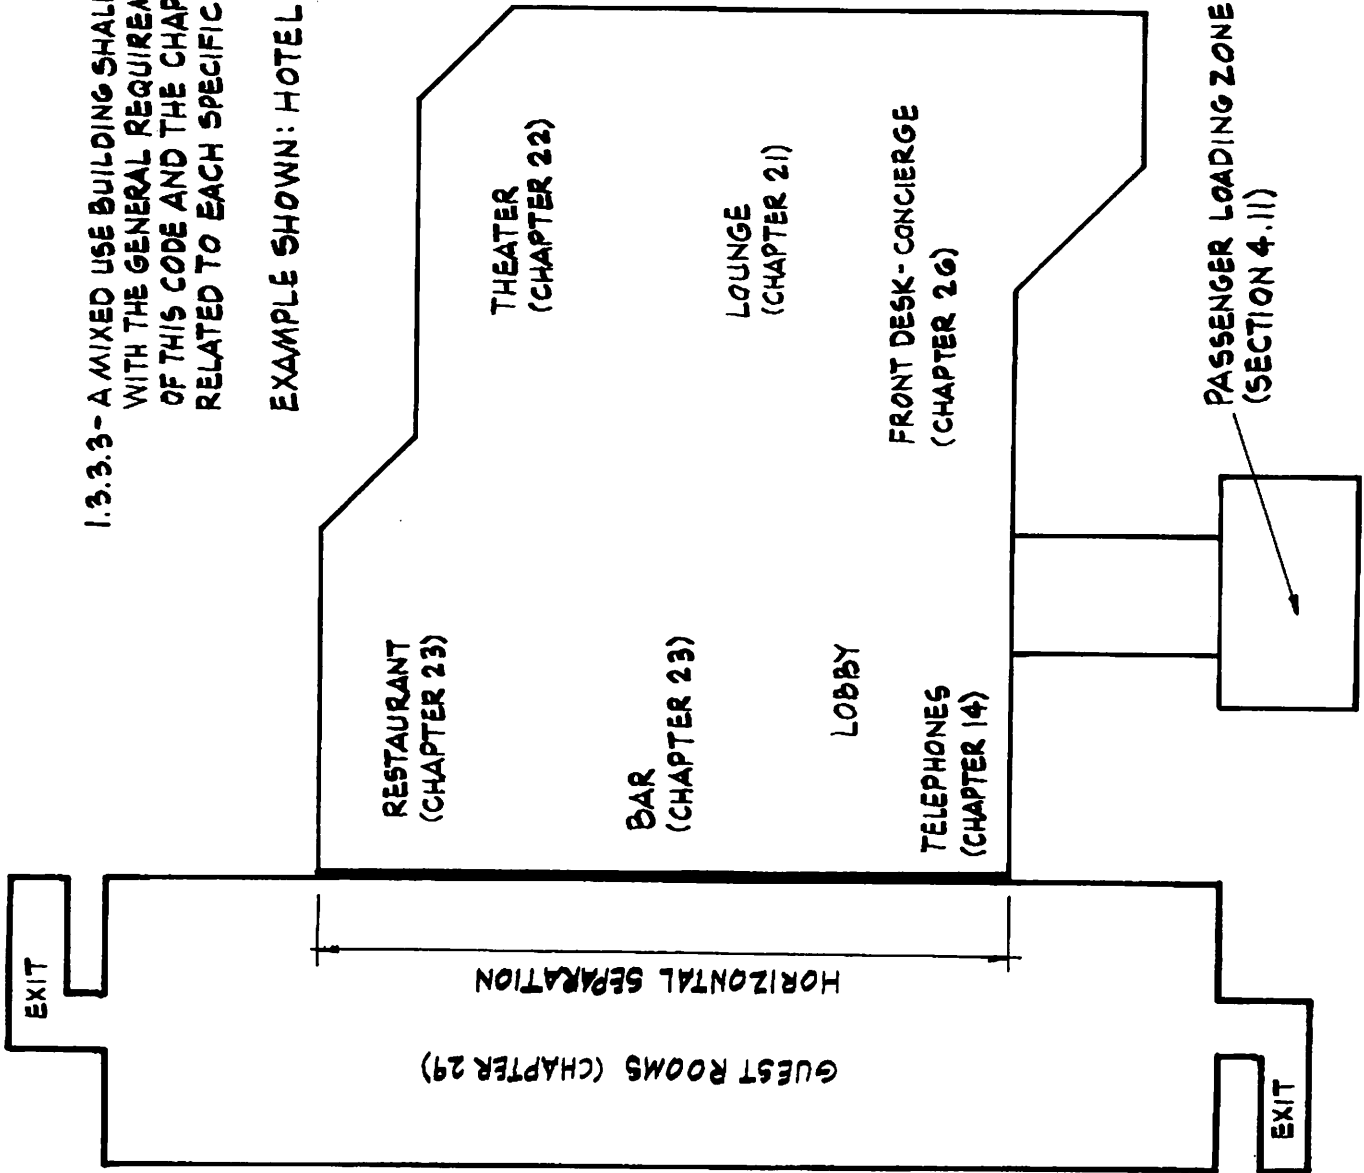 1.3.3.3-A MIXED USE BUILDING SHALL
WITH THE GENERAL REQUIREM
OF THIS CODE AND THE CHAP
RELATED TO EACH SPECIFIC
EXAMPLE SHOWN: HOTEL
EXIT
RESTAURANT
(CHAPTER 23)
THEATER
(CHAPTER 22)
BAR
(CHAPTER 23)
LOUNGE
(CHAPTER 21)
LOBBY
FRONT DESK-CONCIERGE
(CHAPTER 26)
TELEPHONES
(CHAPTER 14)
HORIZONTAL SEPARATION
GUEST ROOMS (CHAPTER 29)
PASSENGER LOADING ZONE
(SECTION 4.11)
EXIT